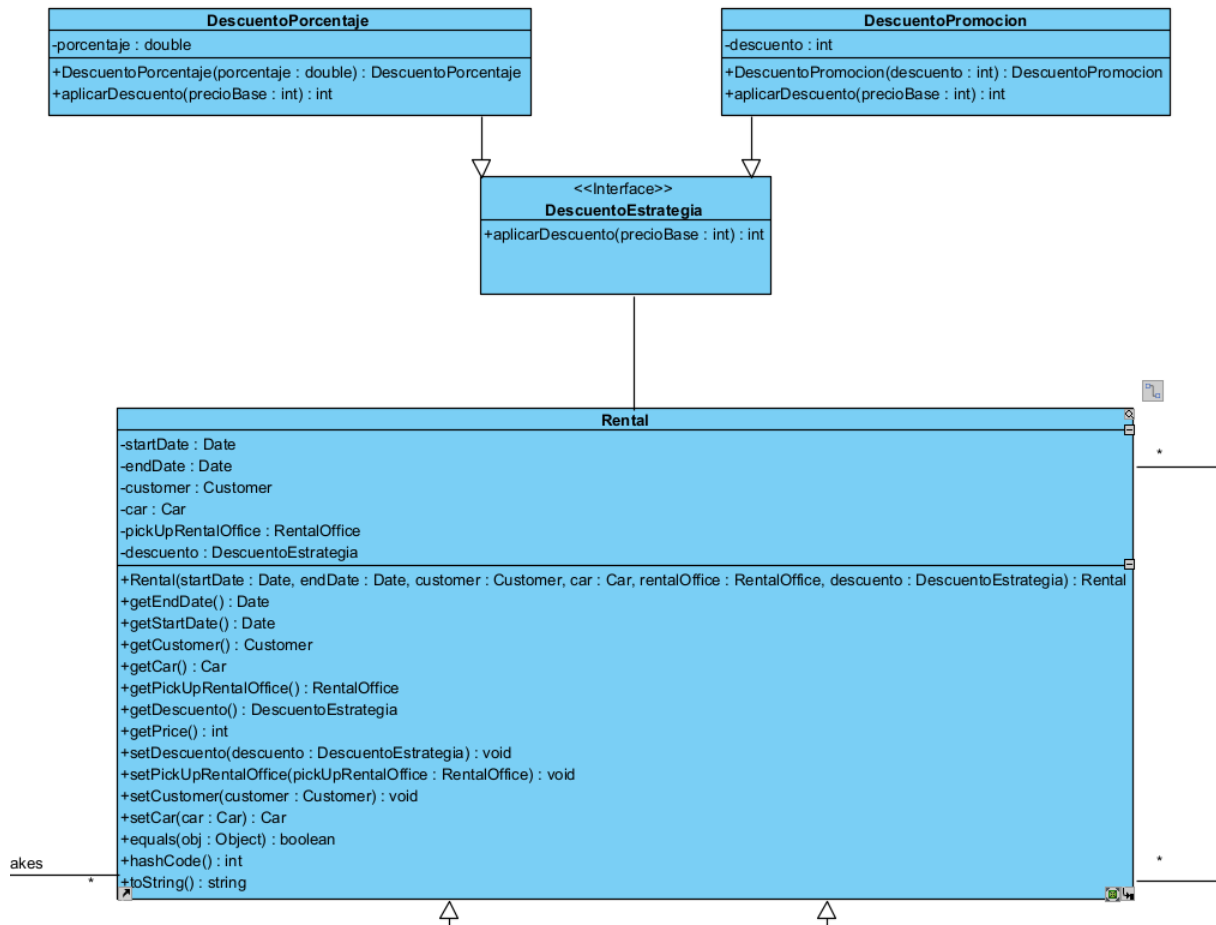 DescuentoPorcentaje
-porcentaje : double
+DescuentoPorcentaje(porcentaje : double) : DescuentoPorcentaje
+aplicarDescuento(precioBase : int) : int
DescuentoPromocion
-descuento : int
+DescuentoPromocion(descuento : int) : DescuentoPromocion
+aplicarDescuento(precioBase : int) : int
<<Interface>>
DescuentoEstrategia
+aplicarDescuento(precioBase : int) : int
Rental
-startDate : Date
-endDate : Date
-customer : Customer
-car : Car
-pickUpRentalOffice : RentalOffice
-descuento : DescuentoEstrategia
+Rental(startDate : Date, endDate : Date, customer : Customer, car : Car, rentalOffice : RentalOffice, descuento : DescuentoEstrategia) : Rental
+getEndDate() : Date
+getStartDate() : Date
+getCustomer() : Customer
+getCar() : Car
+getPickUpRentalOffice() : RentalOffice
+getDescuento() : DescuentoEstrategia
+getPrice() : int
+setDescuento(descuento : DescuentoEstrategia) : void
+setPickUpRentalOffice(pickUpRentalOffice : RentalOffice) : void
+setCustomer(customer : Customer) : void
+setCar(car : Car) : Car
+equals(obj : Object) : boolean
+hashCode() : int
+toString() : string
*
*
akes
*